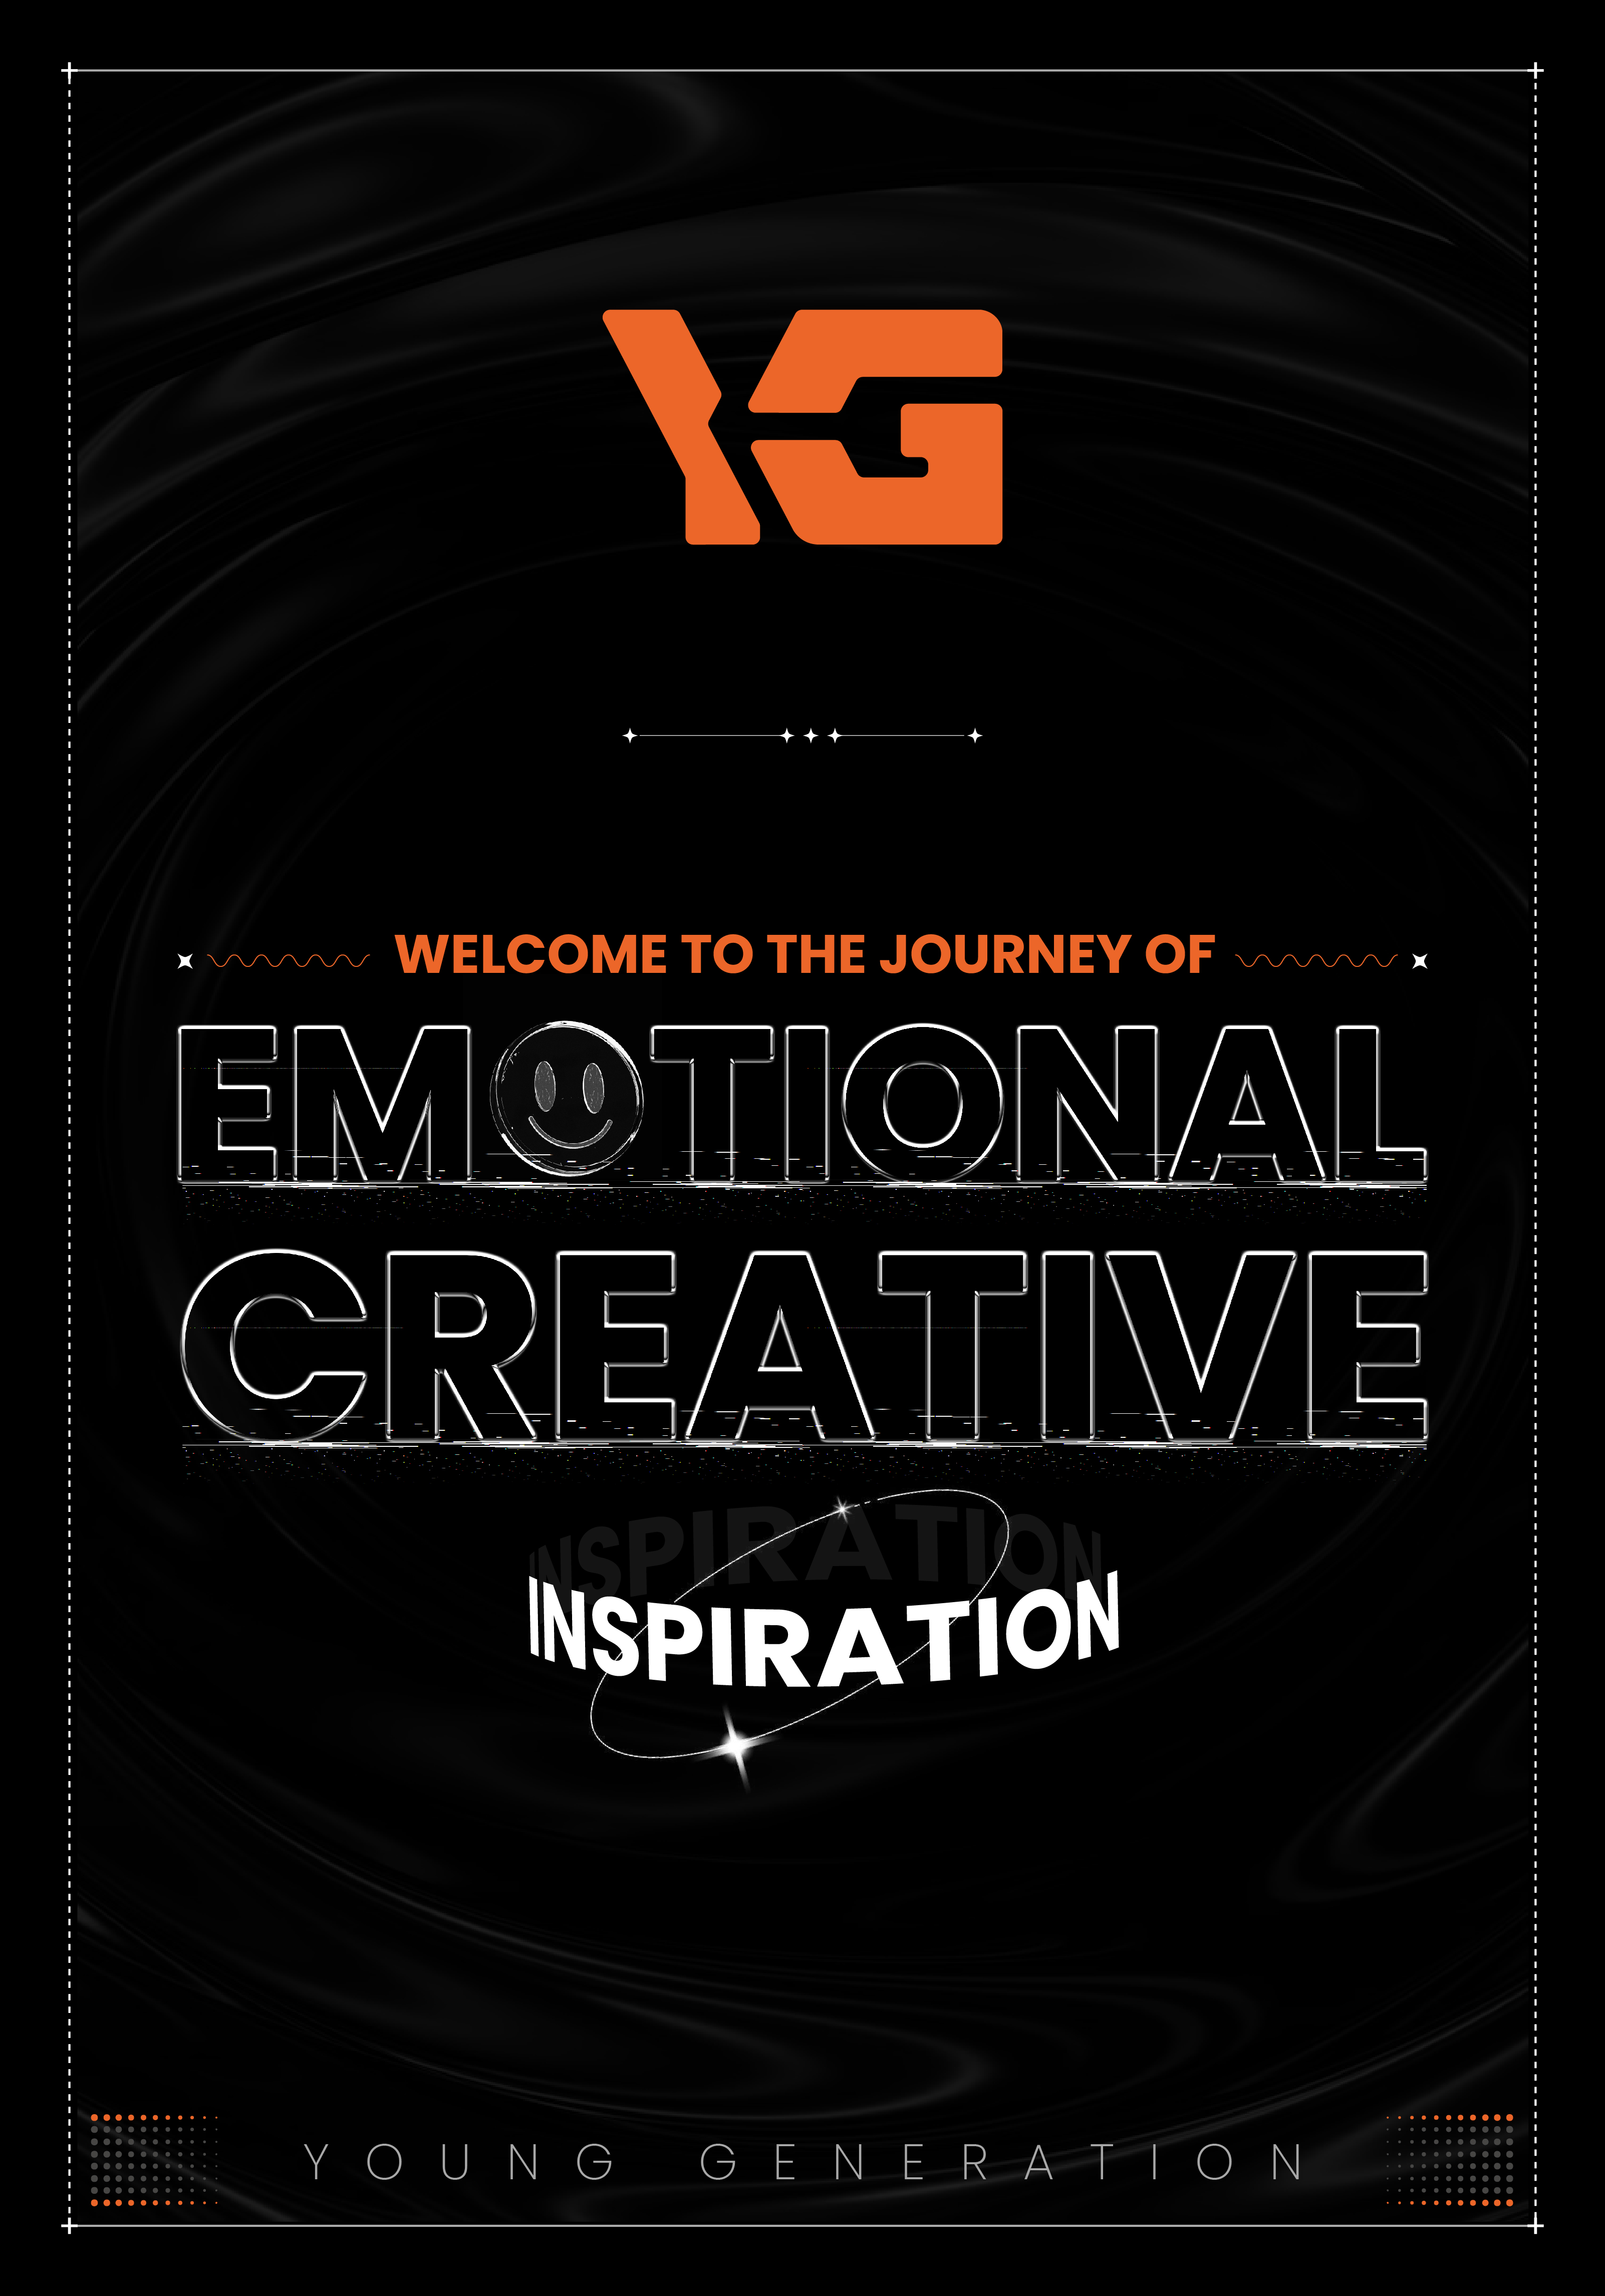 YG
WELCOME TO THE JOURNEY OF
EMOTIONAL
CREATIVE
INSPIRATION
INSPIRATION
YOUNG GENERATION